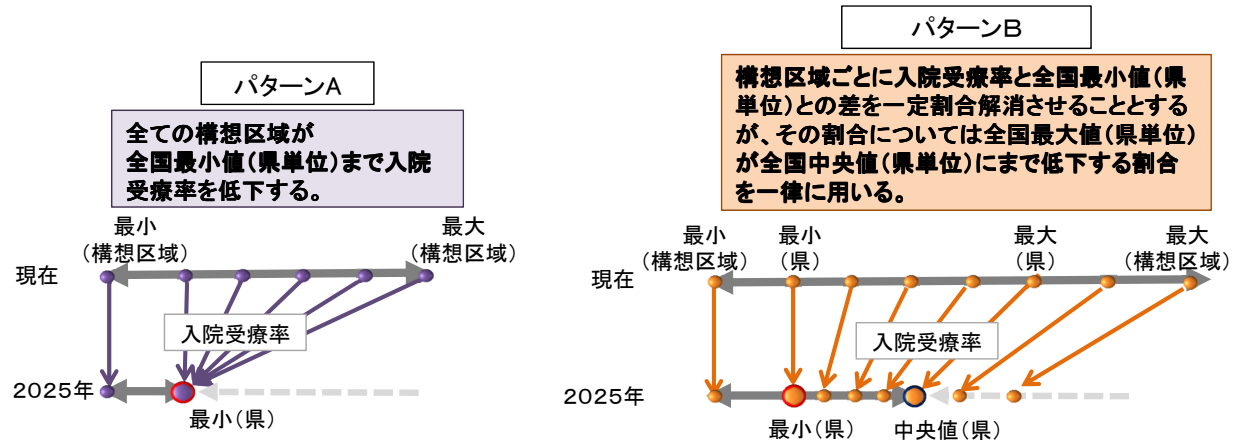 パターンA
全ての構想区域が
全国最小値(県単位)まで入院
受療率を低下する。
最小
(構想区域)
最大
(構想区域)
現在
入院受療率
2025年
最小(県)
パターンB
構想区域ごとに入院受療率と全国最小値(県
単位)との差を一定割合解消させることとする
が、その割合については全国最大値(県単位)
が全国中央値(県単位)にまで低下する割合
を一律に用いる。
最小
(構想区域)
最小
(県)
最大
(県)
最大
(構想区域)
現在
入院受療率
2025年
最小(県)
中央値(県)